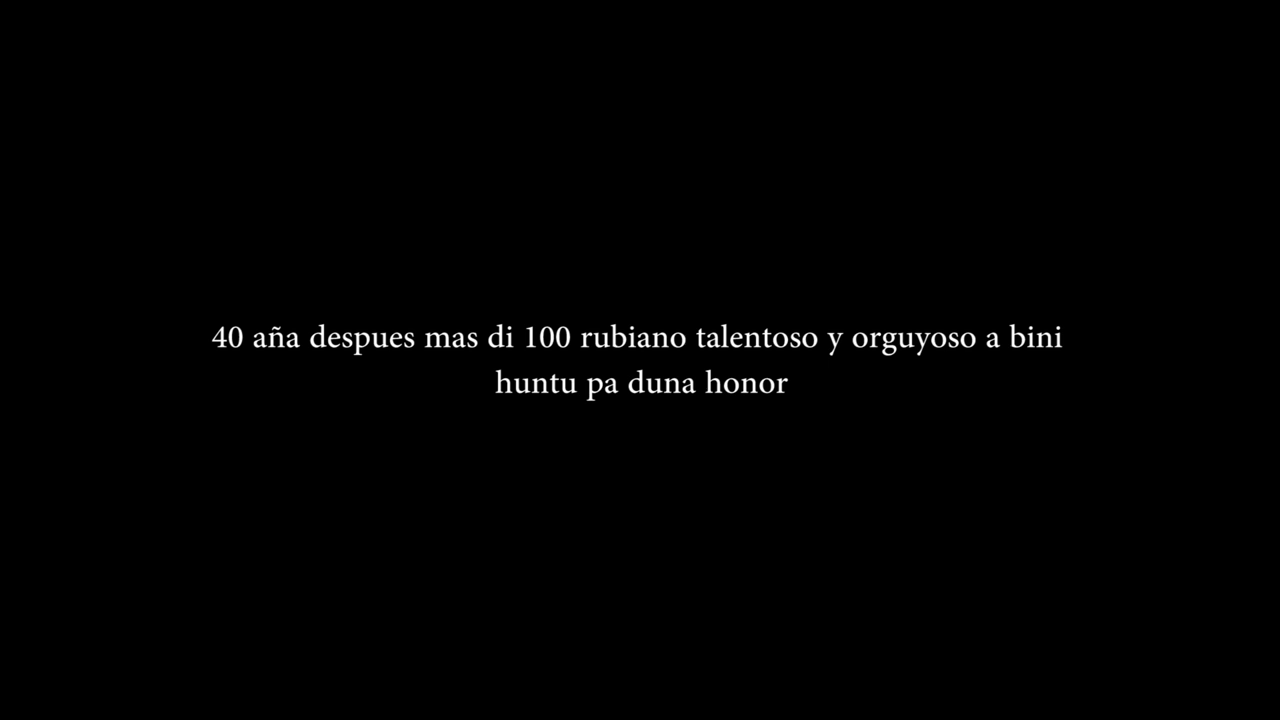 40 aña despues mas di 100 rubiano talentoso y orguyoso a bini
huntu pa duna honor